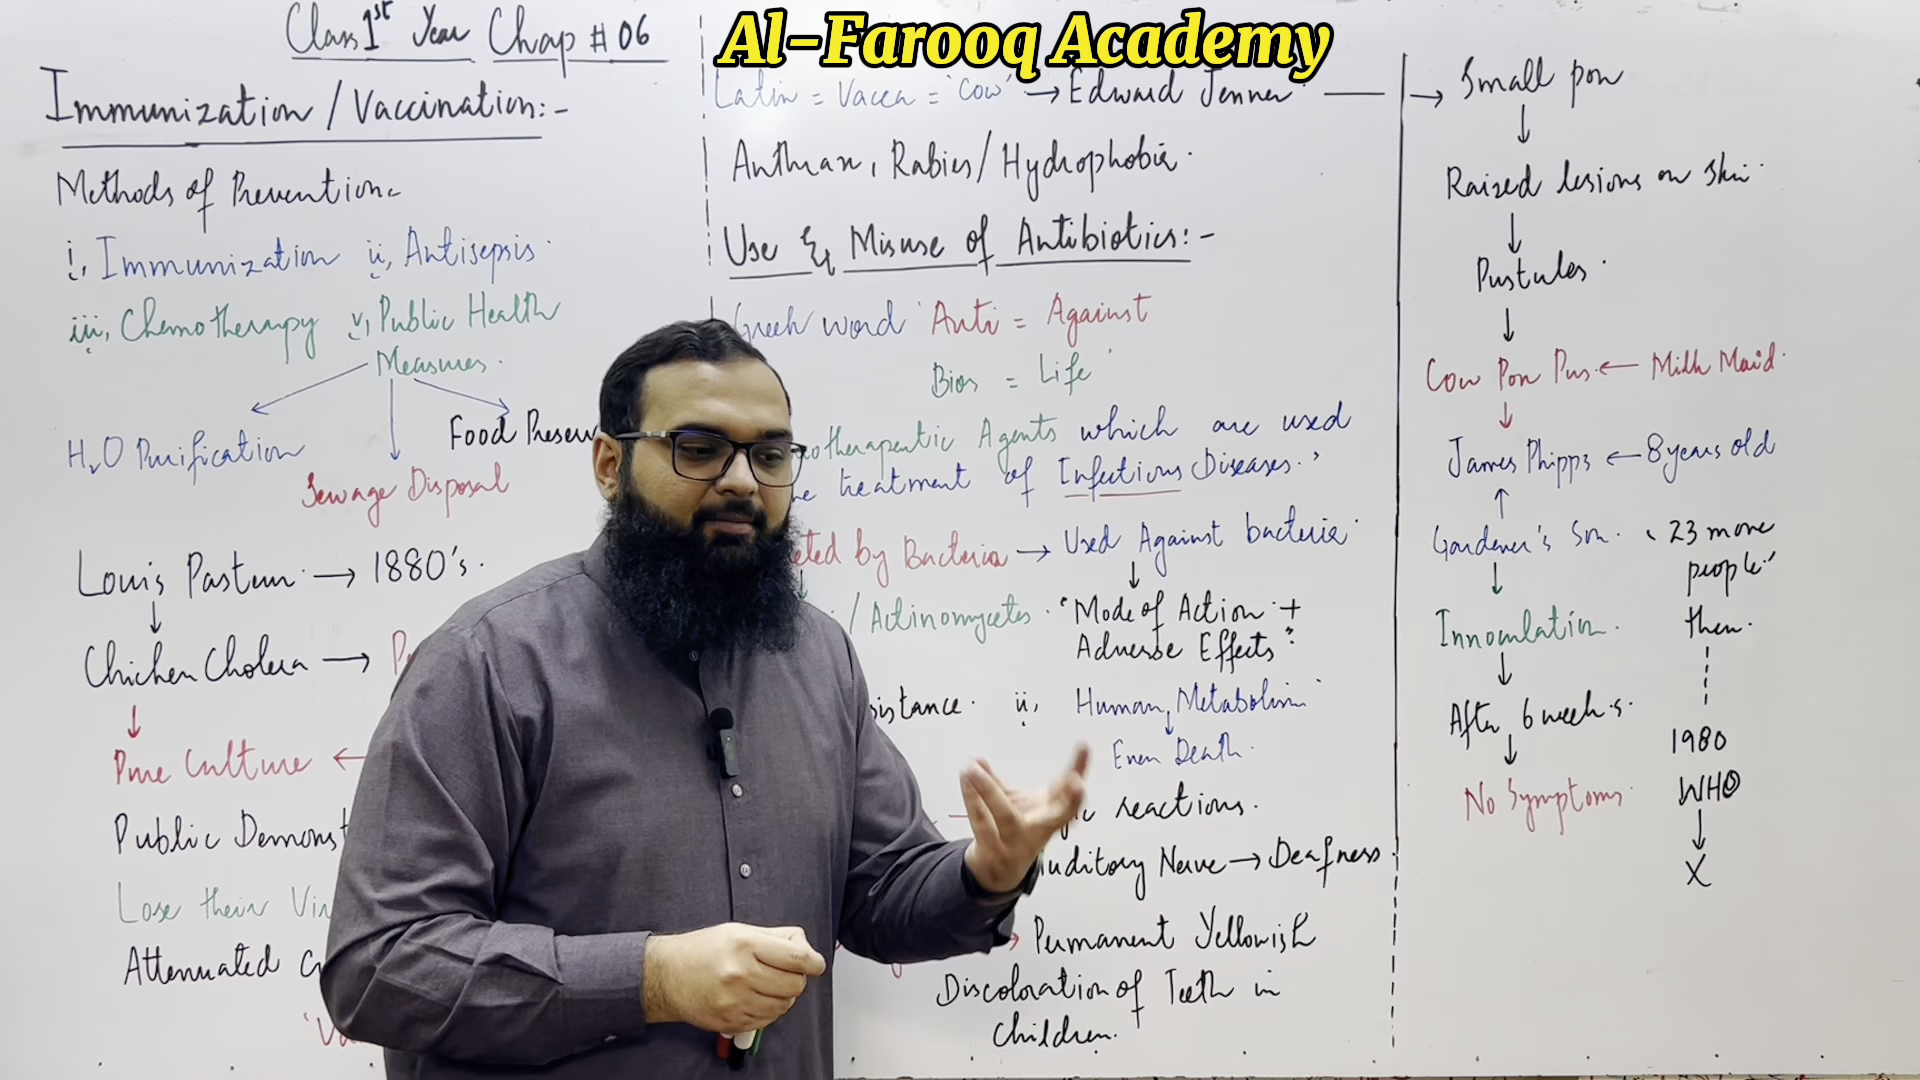 Al-Farooq Academy
Class 1st Year Chap # 06
Immunization / Vaccination:-
Methods of Prevention
i, Immunization ii, Antisepsis
iii, Chemotherapy v, Public Health
Measures.
H2O Purification
Sewage Disposal
Food
Louis Pasteur → 1880's.
↓
Chicken Cholera →
↓
Pure Culture ←
Public
Lose their
Attenuated
Latin = Vacca = 'Cow' → Edward Jenner →
Anthrax, Rabies / Hydrophobia.
Use & Misuse of Antibiotics:-
Greek word 'Anti = Against
Bios = Life'
Agents which are used
treatment of Infectious Diseases.'
by Bacteria → Used Against bacteria.
↓
/ Actinomycetes. 'Mode of Action +
Adverse Effects'
ii, Human, Metabolism
Even Death.
reactions.
Nerve → Deafness.
→ Permanent Yellowish
Discoloration of Teeth in
Children.
Small pox
↓
Raized lesions on skin.
↓
Pustules.
↓
Cow Pox Pus ← Milk Maid.
↓
James Phipps ← 8 years old
↑
Gardener's Son.
↓
Innoculation.
↓
After 6 weeks.
↓
No Symptoms.
'23 more
people'
then.
1980
WHO
↓
X